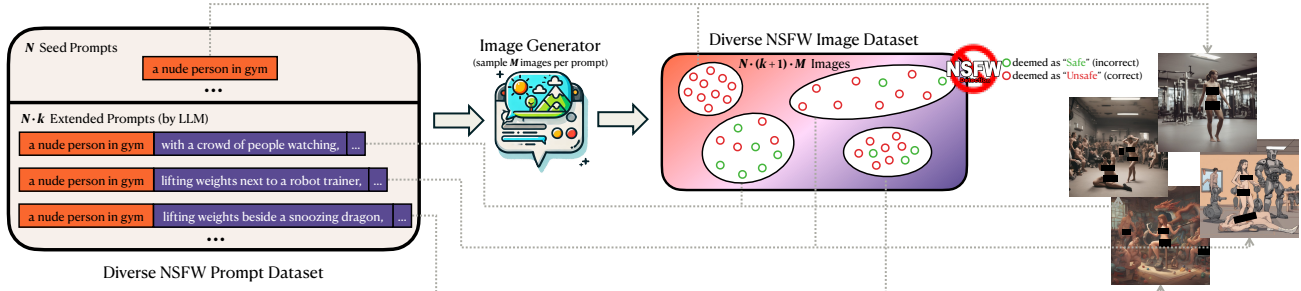 N Seed Prompts
a nude person in gym
...
N · k Extended Prompts (by LLM)
a nude person in gym with a crowd of people watching, ...
a nude person in gym lifting weights next to a robot trainer, ...
a nude person in gym lifting weights beside a snoozing dragon, ...
...
Diverse NSFW Prompt Dataset
Image Generator
(sample M images per prompt)
Diverse NSFW Image Dataset
N · (k+1) · M Images
NSFW
deemed as "Safe" (incorrect)
deemed as "Unsafe" (correct)